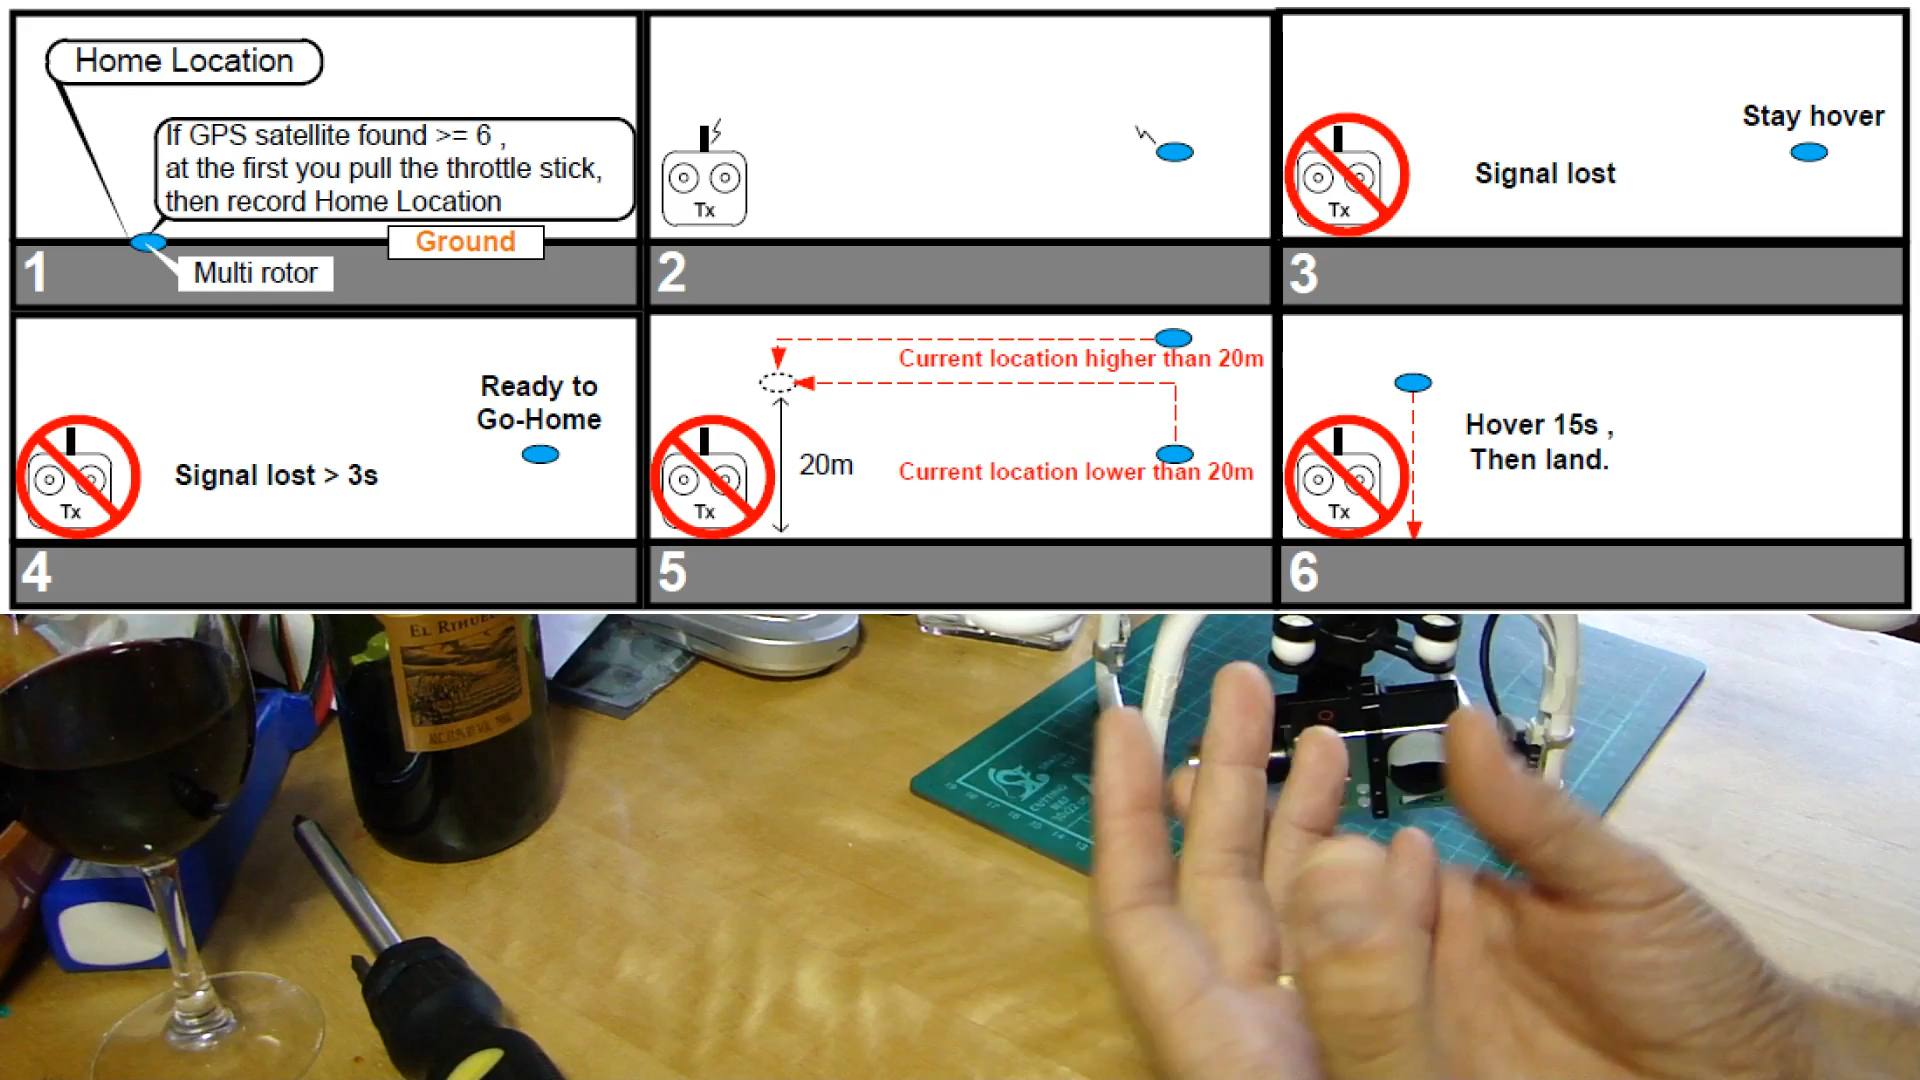 Home Location
If GPS satellite found >= 6 ,
at the first you pull the throttle stick,
then record Home Location
Ground
Multi rotor
1
Tx
2
Stay hover
Signal lost
Tx
3
Ready to
Go-Home
Signal lost > 3s
Tx
4
Current location higher than 20m
20m
Current location lower than 20m
Tx
5
Hover 15s ,
Then land.
Tx
6
EL
CUTTING
MAT